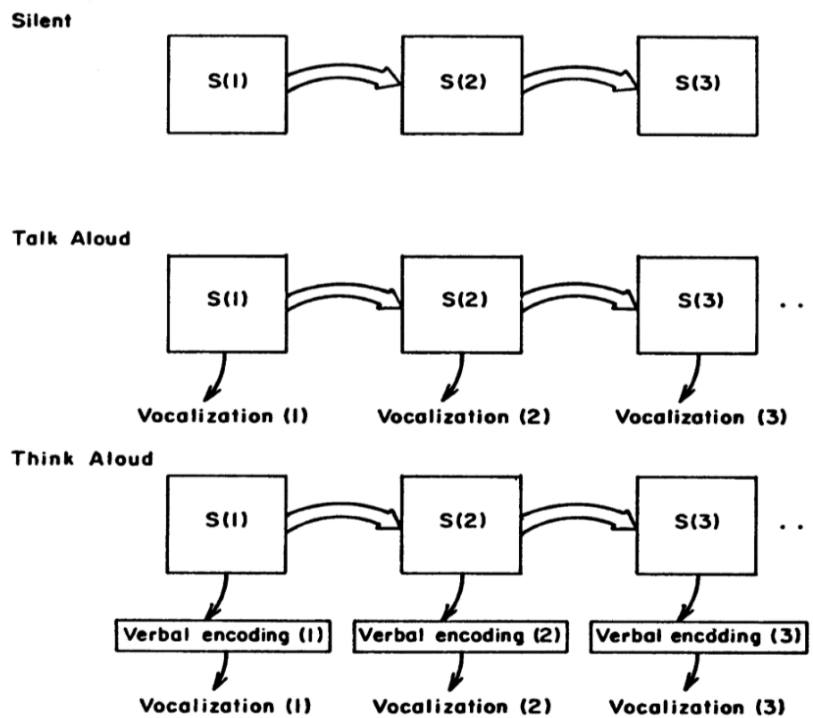 Silent
S(1) S(2) S(3)
Talk Aloud
S(1) S(2) S(3) . .
Vocalization (1) Vocalization (2) Vocalization (3)
Think Aloud
S(1) S(2) S(3) . .
Verbal encoding (1) Verbal encoding (2) Verbal encdding (3)
Vocalization (1) Vocalization (2) Vocalization (3)